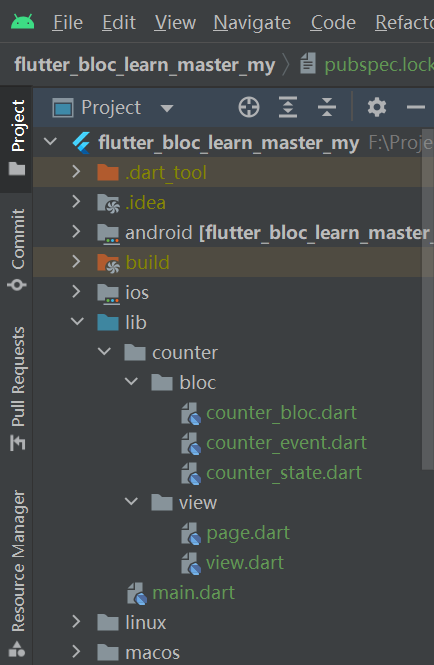 File Edit View Navigate Code Refacto
flutter_bloc_learn_master_my pubspec.lock
Project
Project
Commit
Pull Requests
Resource Manager
flutter_bloc_learn_master_my F:\Proje
.dart_tool
.idea
android [flutter_bloc_learn_master_
build
ios
lib
counter
bloc
counter_bloc.dart
counter_event.dart
counter_state.dart
view
page.dart
view.dart
main.dart
linux
macos